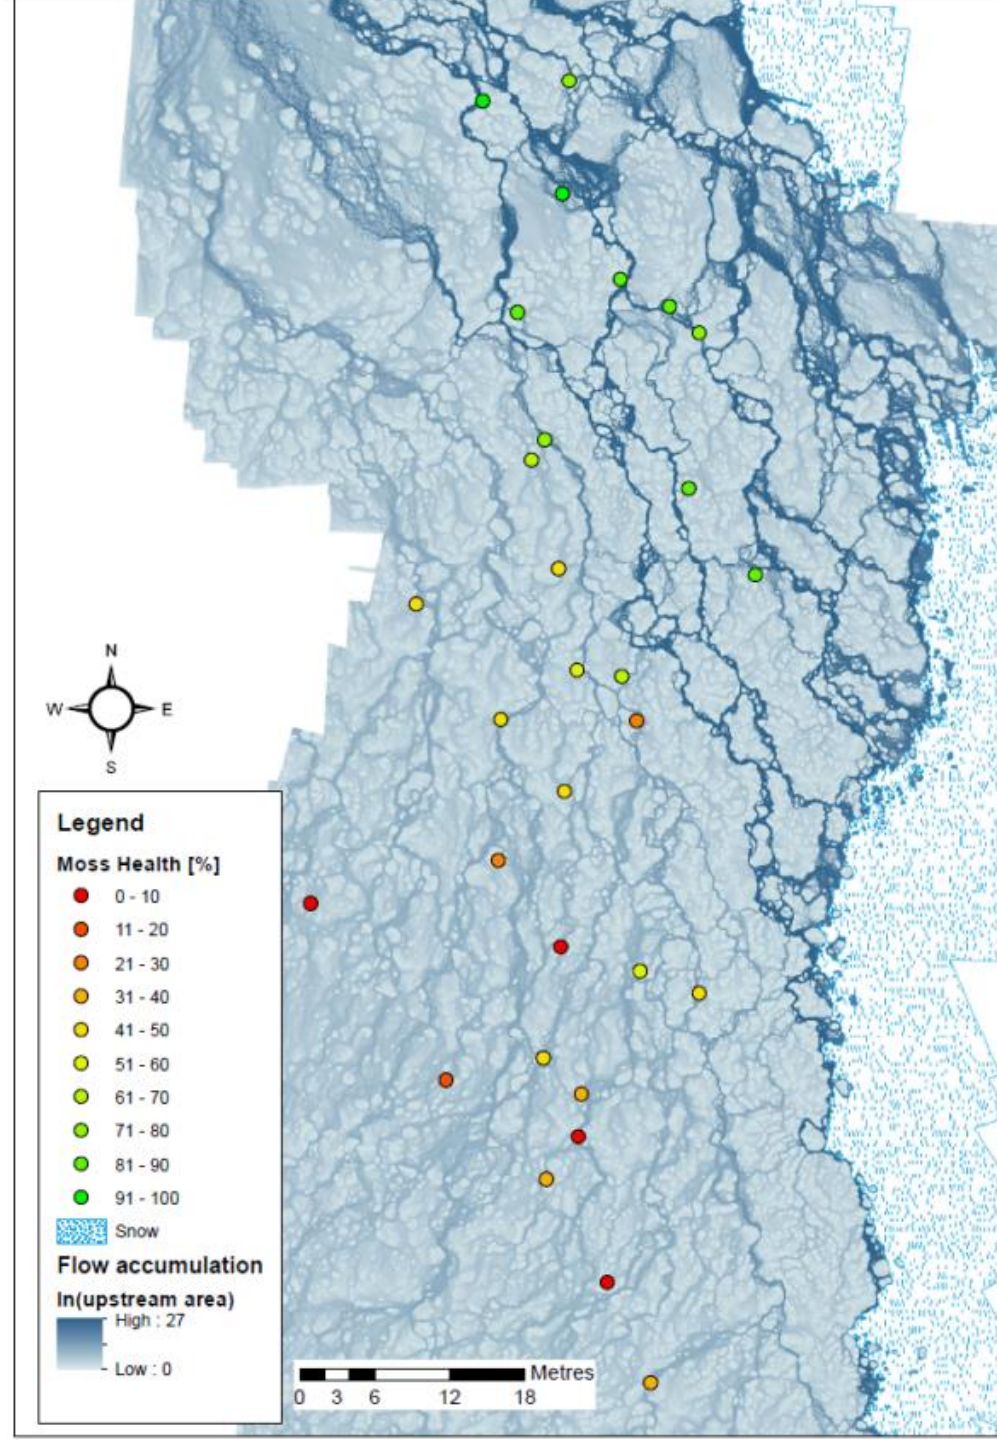 N
W E
S
Legend
Moss Health [%]
0 - 10
11 - 20
21 - 30
31 - 40
41 - 50
51 - 60
61 - 70
71 - 80
81 - 90
91 - 100
Snow
Flow accumulation
ln(upstream area)
High : 27
Low : 0
Metres
0 3 6 12 18